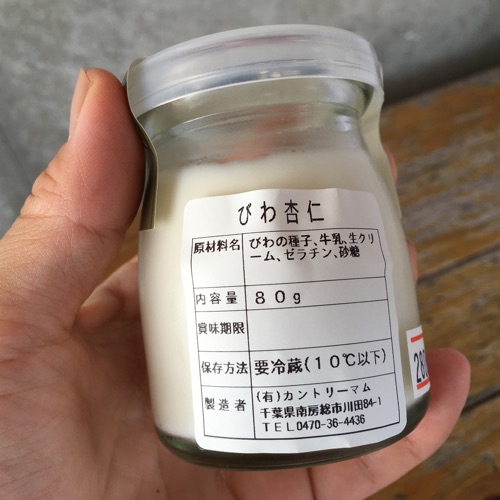 びわ杏仁
原材料名 びわの種子、牛乳、生クリ
ーム、ゼラチン、砂糖
内容量 80g
賞味期限
保存方法 要冷蔵(10℃以下)
製造者 (有)カントリーマム
千葉県南房総市川田84-1
TEL0470-36-4436